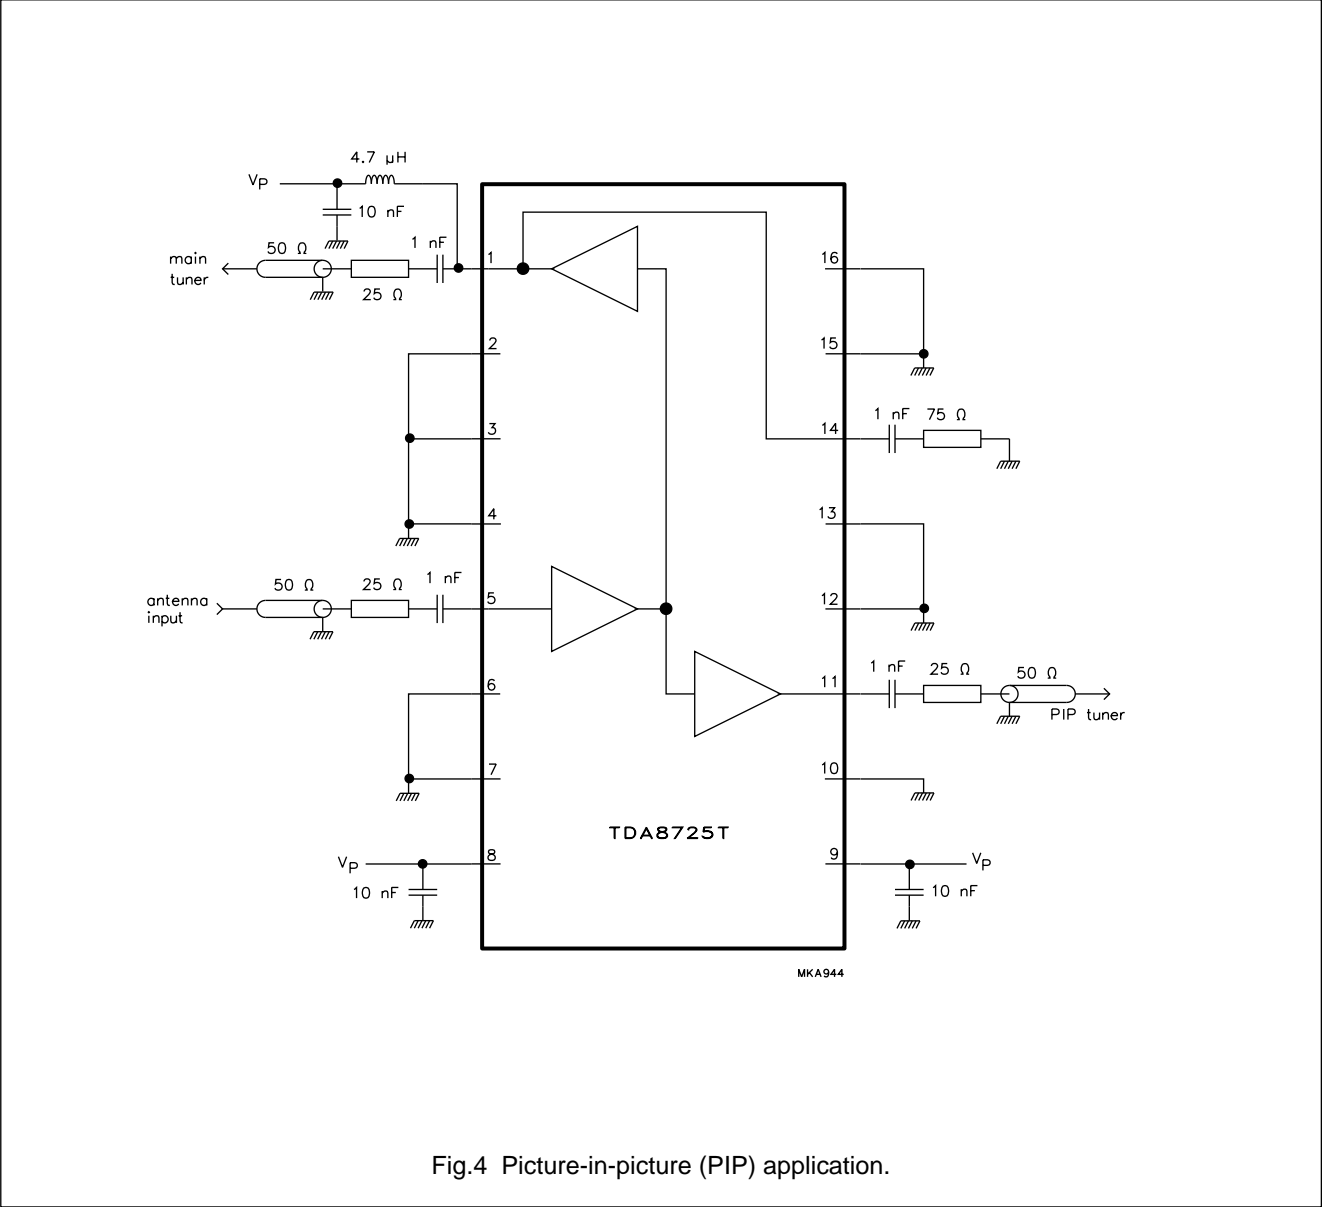 4.7 µH
VP
10 nF
50 Ω
1 nF
main
tuner
25 Ω
1
16
2
15
3
1 nF 75 Ω
14
4
13
50 Ω
25 Ω
1 nF
antenna
input
5
12
6
1 nF
25 Ω
50 Ω
11
PIP tuner
7
10
TDA8725T
VP
8
10 nF
9
VP
10 nF
MKA944
Fig.4 Picture-in-picture (PIP) application.